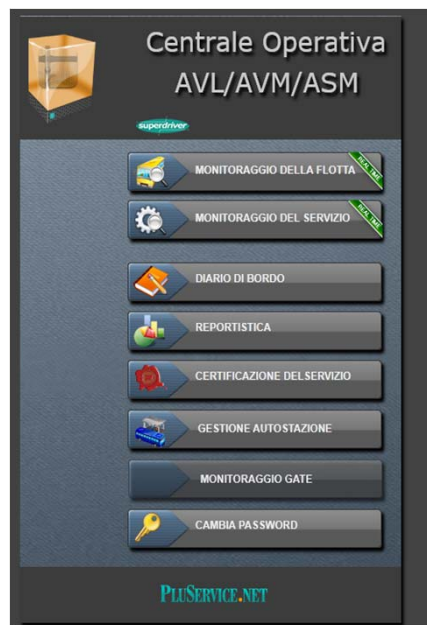 Centrale Operativa
AVL/AVM/ASM
superdriver
MONITORAGGIO DELLA FLOTTA
REAL TIME
MONITORAGGIO DEL SERVIZIO
REAL TIME
DIARIO DI BORDO
REPORTISTICA
CERTIFICAZIONE DEL SERVIZIO
GESTIONE AUTOSTAZIONE
MONITORAGGIO GATE
CAMBIA PASSWORD
PLUSERVICE.NET